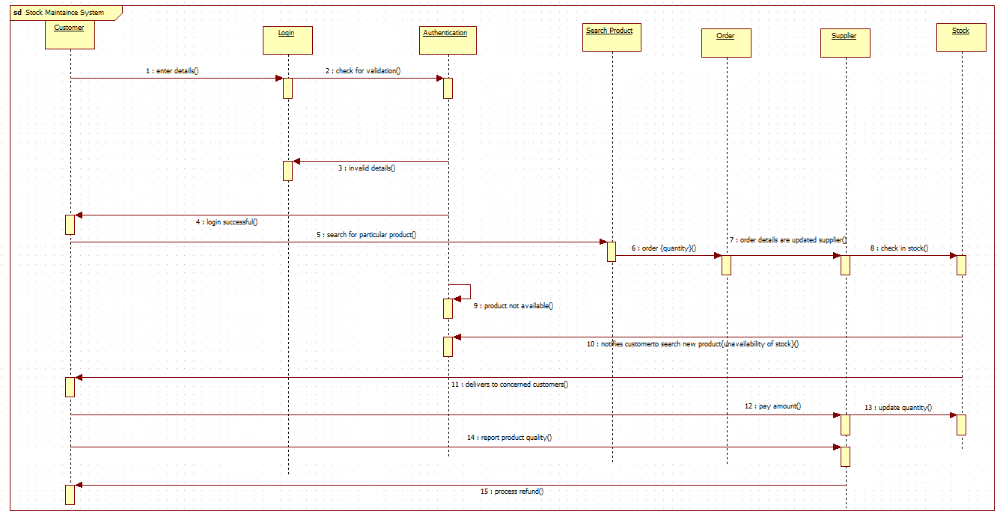 sd Stock Maintaince System
Customer
Login
Authentication
Search Product
Order
Supplier
Stock
1 : enter details()
2 : check for validation()
3 : invalid details()
4 : login successful()
5 : search for particular product()
6 : order {quantity}()
7 : order details are updated supplier()
8 : check in stock()
9 : product not available()
10 : notifies customerto search new product{unavailability of stock}()
11 : delivers to concerned customers()
12 : pay amount()
13 : update quantity()
14 : report product quality()
15 : process refund()